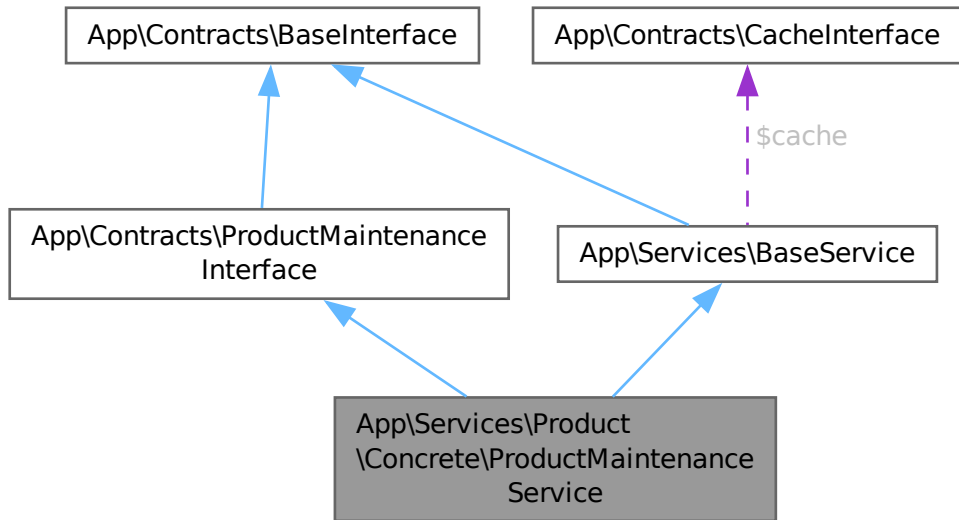 App\Contracts\BaseInterface
App\Contracts\CacheInterface
$cache
App\Contracts\ProductMaintenance
Interface
App\Services\BaseService
App\Services\Product
\Concrete\ProductMaintenance
Service